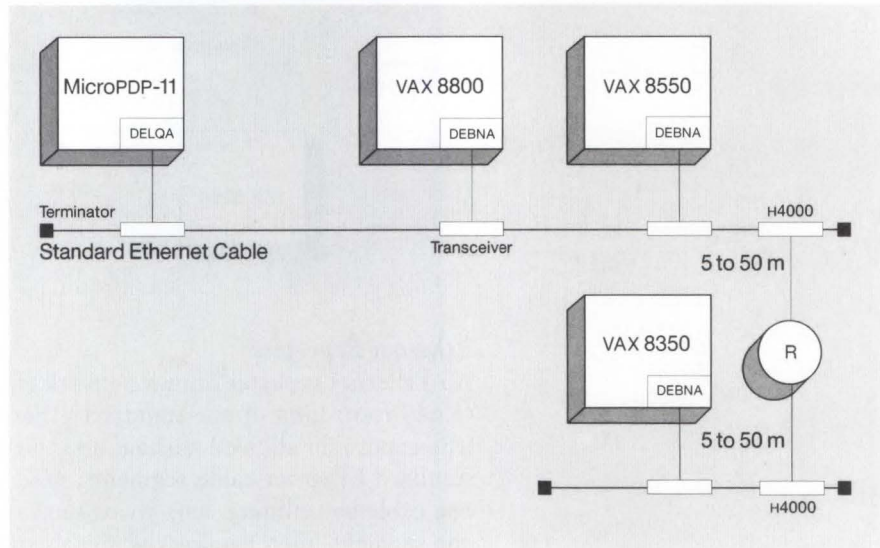 MicroPDP-11
DELQA
VAX 8800
DEBNA
VAX 8550
DEBNA
Terminator
Standard Ethernet Cable
Transceiver
H4000
5 to 50 m
VAX 8350
DEBNA
R
5 to 50 m
H4000